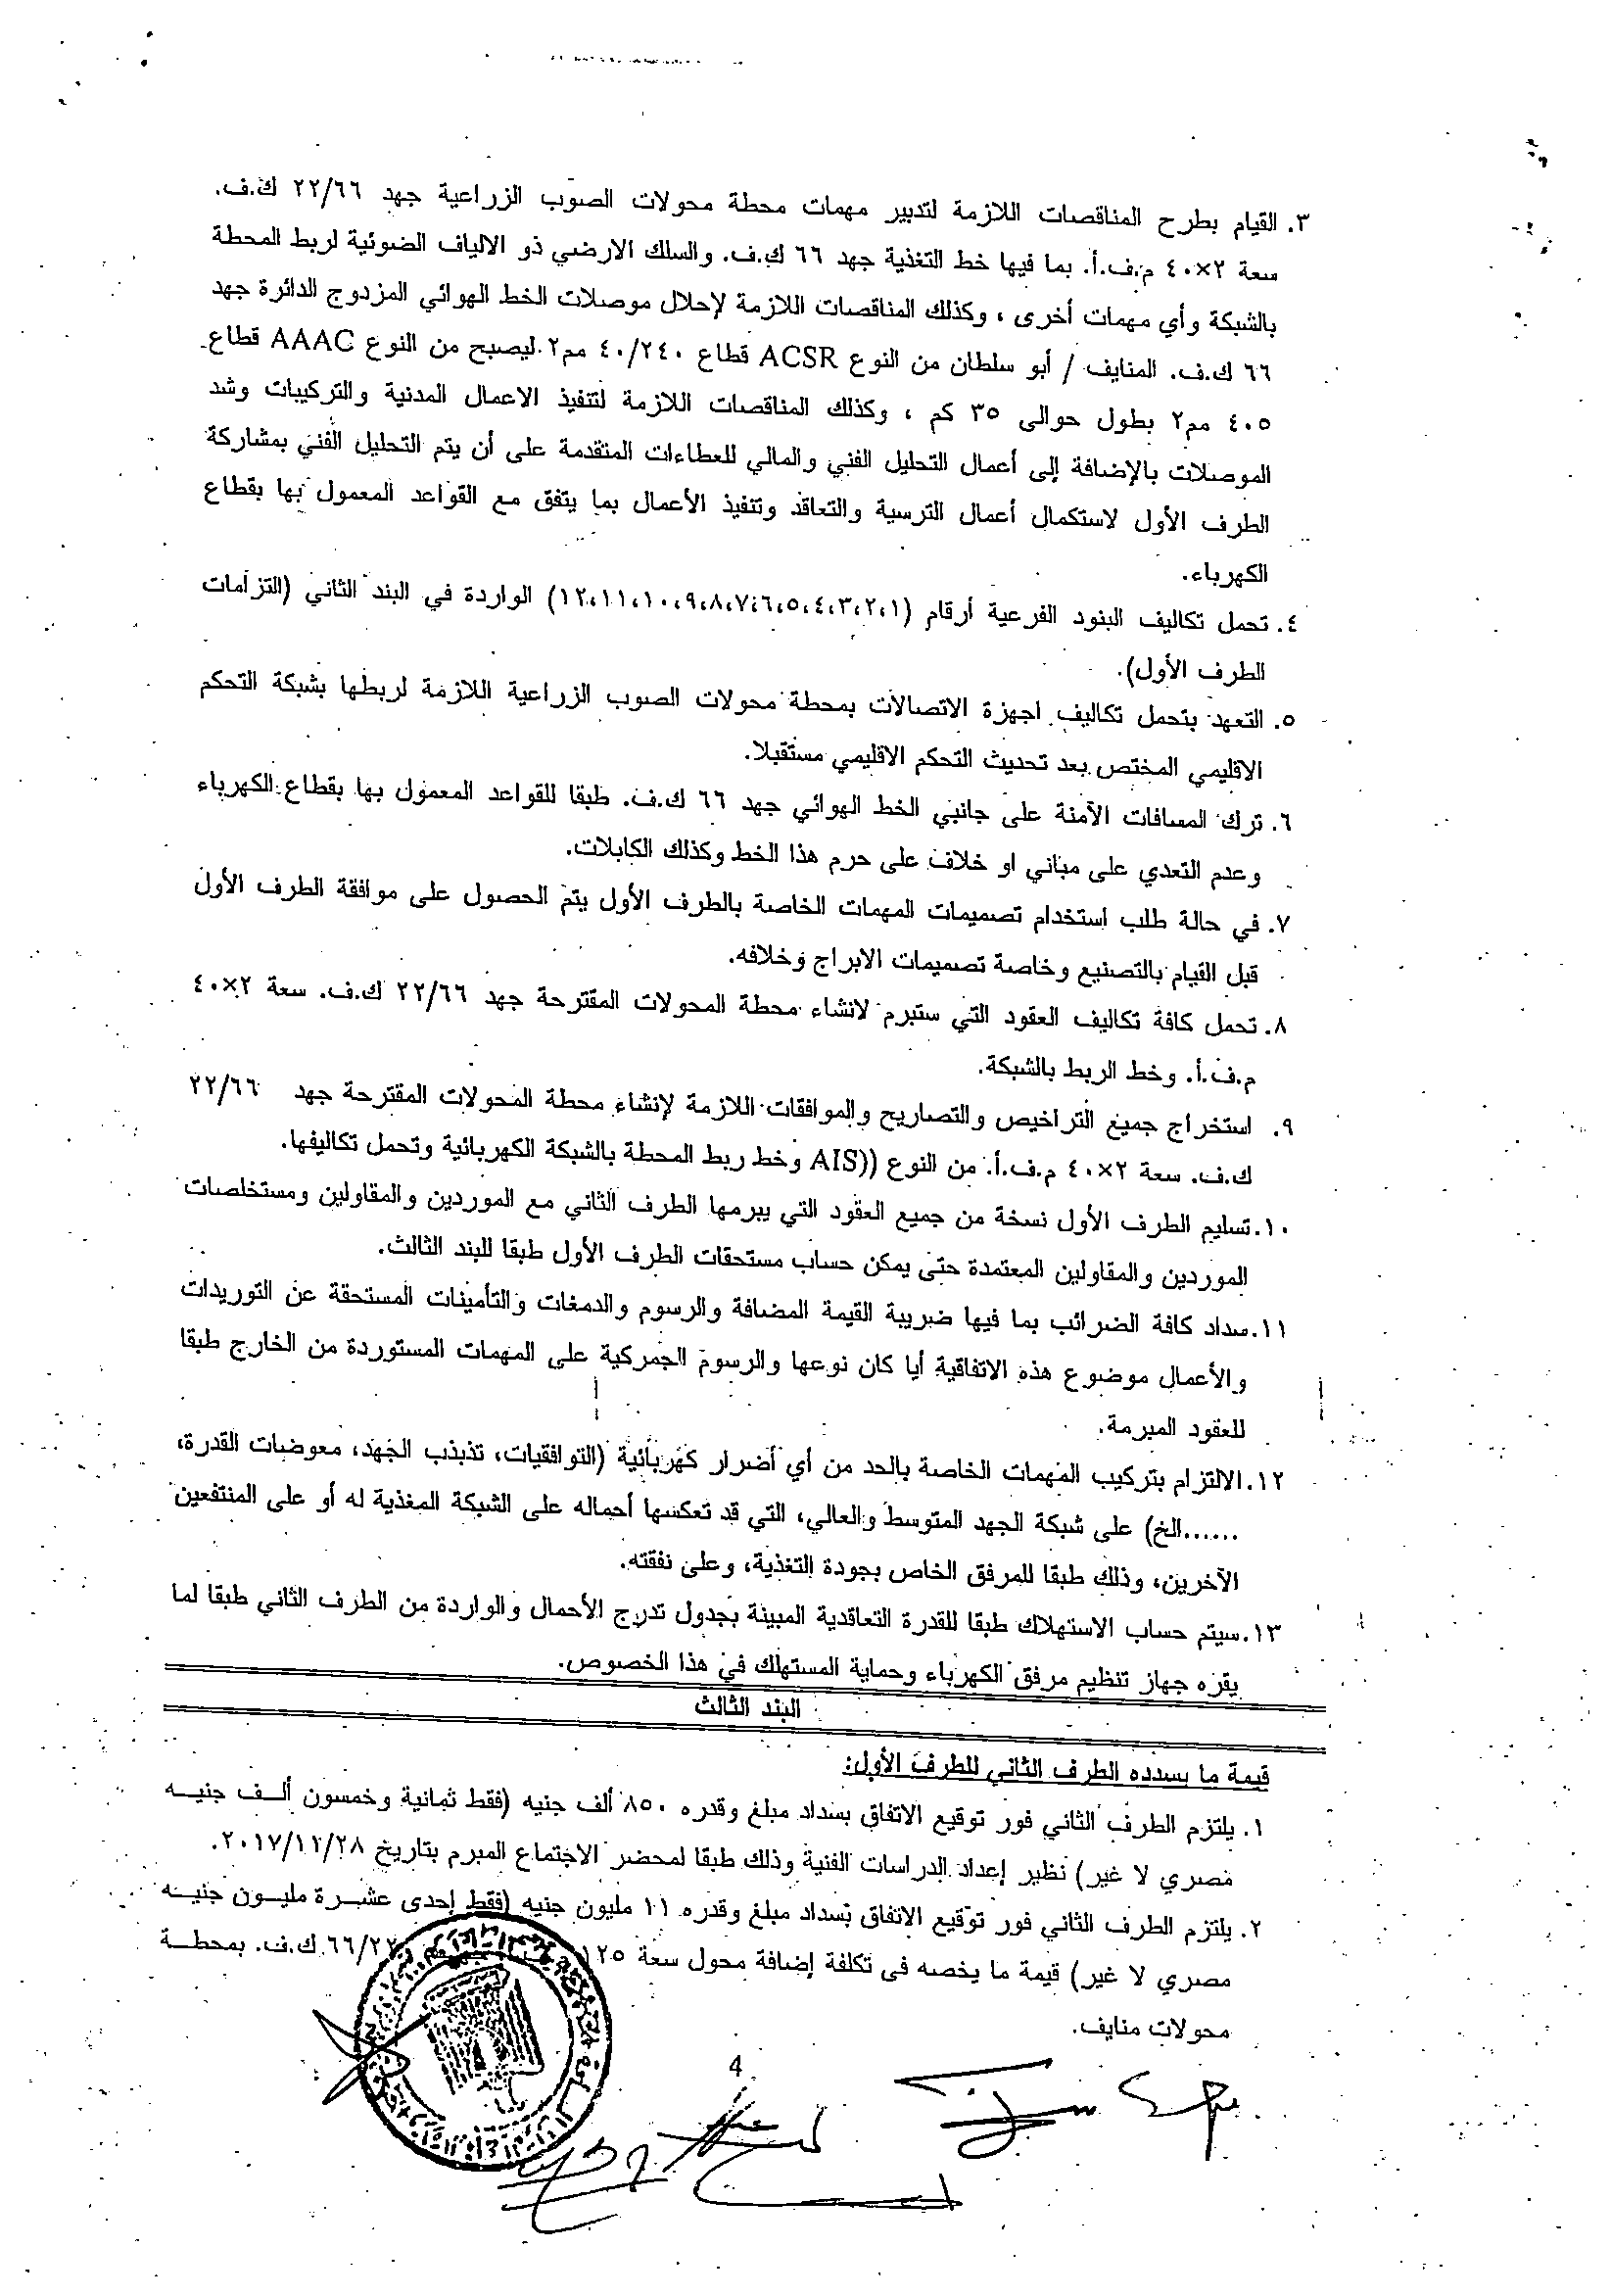 ٣. القيام بطرح المناقصات اللازمة لتدبير مهمات محطة محولات الصوب الزراعية جهد ٢٢/٦٦ ك.ف.
سعة ٢×٤٠ م.ف.أ. بما فيها خط التغذية جهد ٦٦ ك.ف. والسلك الارضي ذو الالياف الضوئية لربط المحطة
بالشبكة وأي مهمات أخرى ، وكذلك المناقصات اللازمة لإحلال موصلات الخط الهوائي المزدوج الدائرة جهد
٦٦ ك.ف. المنايف / أبو سلطان من النوع ACSR قطاع ٤٠/٢٤٠ مم٢ ليصبح من النوع AAAC قطاع
٤٠٥ مم٢ بطول حوالى ٣٥ كم ، وكذلك المناقصات اللازمة لتنفيذ الاعمال المدنية والتركيبات وشد
الموصلات بالإضافة إلى أعمال التحليل الفني والمالي للعطاءات المتقدمة على أن يتم التحليل الفني بمشاركة
الطرف الأول لاستكمال أعمال الترسية والتعاقد وتنفيذ الأعمال بما يتفق مع القواعد المعمول بها بقطاع
الكهرباء.
٤. تحمل تكاليف البنود الفرعية أرقام (١،٢،٣،٤،٥،٦،٧،٨،٩،١٠،١١،١٢) الواردة في البند الثاني (التزامات
الطرف الأول).
٥. التعهد بتحمل تكاليف اجهزة الاتصالات بمحطة محولات الصوب الزراعية اللازمة لربطها بشبكة التحكم
الاقليمي المختص بعد تحديث التحكم الاقليمي مستقبلا.
٦. ترك المسافات الآمنة على جانبي الخط الهوائي جهد ٦٦ ك.ف. طبقا للقواعد المعمول بها بقطاع الكهرباء
وعدم التعدي على مباني او خلاف على حرم هذا الخط وكذلك الكابلات.
٧. في حالة طلب استخدام تصميمات المهمات الخاصة بالطرف الأول يتم الحصول على موافقة الطرف الأول
قبل القيام بالتصنيع وخاصة تصميمات الابراج وخلافه.
٨. تحمل كافة تكاليف العقود التي ستبرم لانشاء محطة المحولات المقترحة جهد ٢٢/٦٦ ك.ف. سعة ٢×٤٠
م.ف.أ. وخط الربط بالشبكة.
٩. استخراج جميع التراخيص والتصاريح والموافقات اللازمة لإنشاء محطة المحولات المقترحة جهد ٢٢/٦٦
ك.ف. سعة ٢×٤٠ م.ف.أ. من النوع ((AIS وخط ربط المحطة بالشبكة الكهربائية وتحمل تكاليفها.
١٠. تسليم الطرف الأول نسخة من جميع العقود التي يبرمها الطرف الثاني مع الموردين والمقاولين ومستخلصات
الموردين والمقاولين المعتمدة حتى يمكن حساب مستحقات الطرف الأول طبقا للبند الثالث.
١١. سداد كافة الضرائب بما فيها ضريبة القيمة المضافة والرسوم والدمغات والتأمينات المستحقة عن التوريدات
والأعمال موضوع هذه الاتفاقية أيا كان نوعها والرسوم الجمركية على المهمات المستوردة من الخارج طبقا
للعقود المبرمة.
١٢. الالتزام بتركيب المهمات الخاصة بالحد من أي أضرار كهربائية (التوافقيات، تذبذب الجهد، معوضات القدرة،
......الخ) على شبكة الجهد المتوسط والعالي، التي قد تعكسها أحماله على الشبكة المغذية له أو على المنتفعين
الآخرين، وذلك طبقا للمرفق الخاص بجودة التغذية، وعلى نفقته.
١٣. سيتم حساب الاستهلاك طبقا للقدرة التعاقدية المبينة بجدول تدرج الأحمال والواردة من الطرف الثاني طبقا لما
يقره جهاز تنظيم مرفق الكهرباء وحماية المستهلك في هذا الخصوص.
البند الثالث
قيمة ما يسدده الطرف الثاني للطرف الأول:
١. يلتزم الطرف الثاني فور توقيع الاتفاق بسداد مبلغ وقدره ٨٥٠ ألف جنيه (فقط ثمانية وخمسون ألف جنيه
مصري لا غير) نظير إعداد الدراسات الفنية وذلك طبقا لمحضر الاجتماع المبرم بتاريخ ٢٠١٧/١٢/٢٨.
٢. يلتزم الطرف الثاني فور توقيع الاتفاق بسداد مبلغ وقدره ١١ مليون جنيه (فقط إحدى عشرة مليون جنيه
مصري لا غير) قيمة ما يخصه في تكلفة إضافة محول سعة ١٢٥ ٦٦/٢٢ ك.ف. بمحطة
محولات منايف.
4